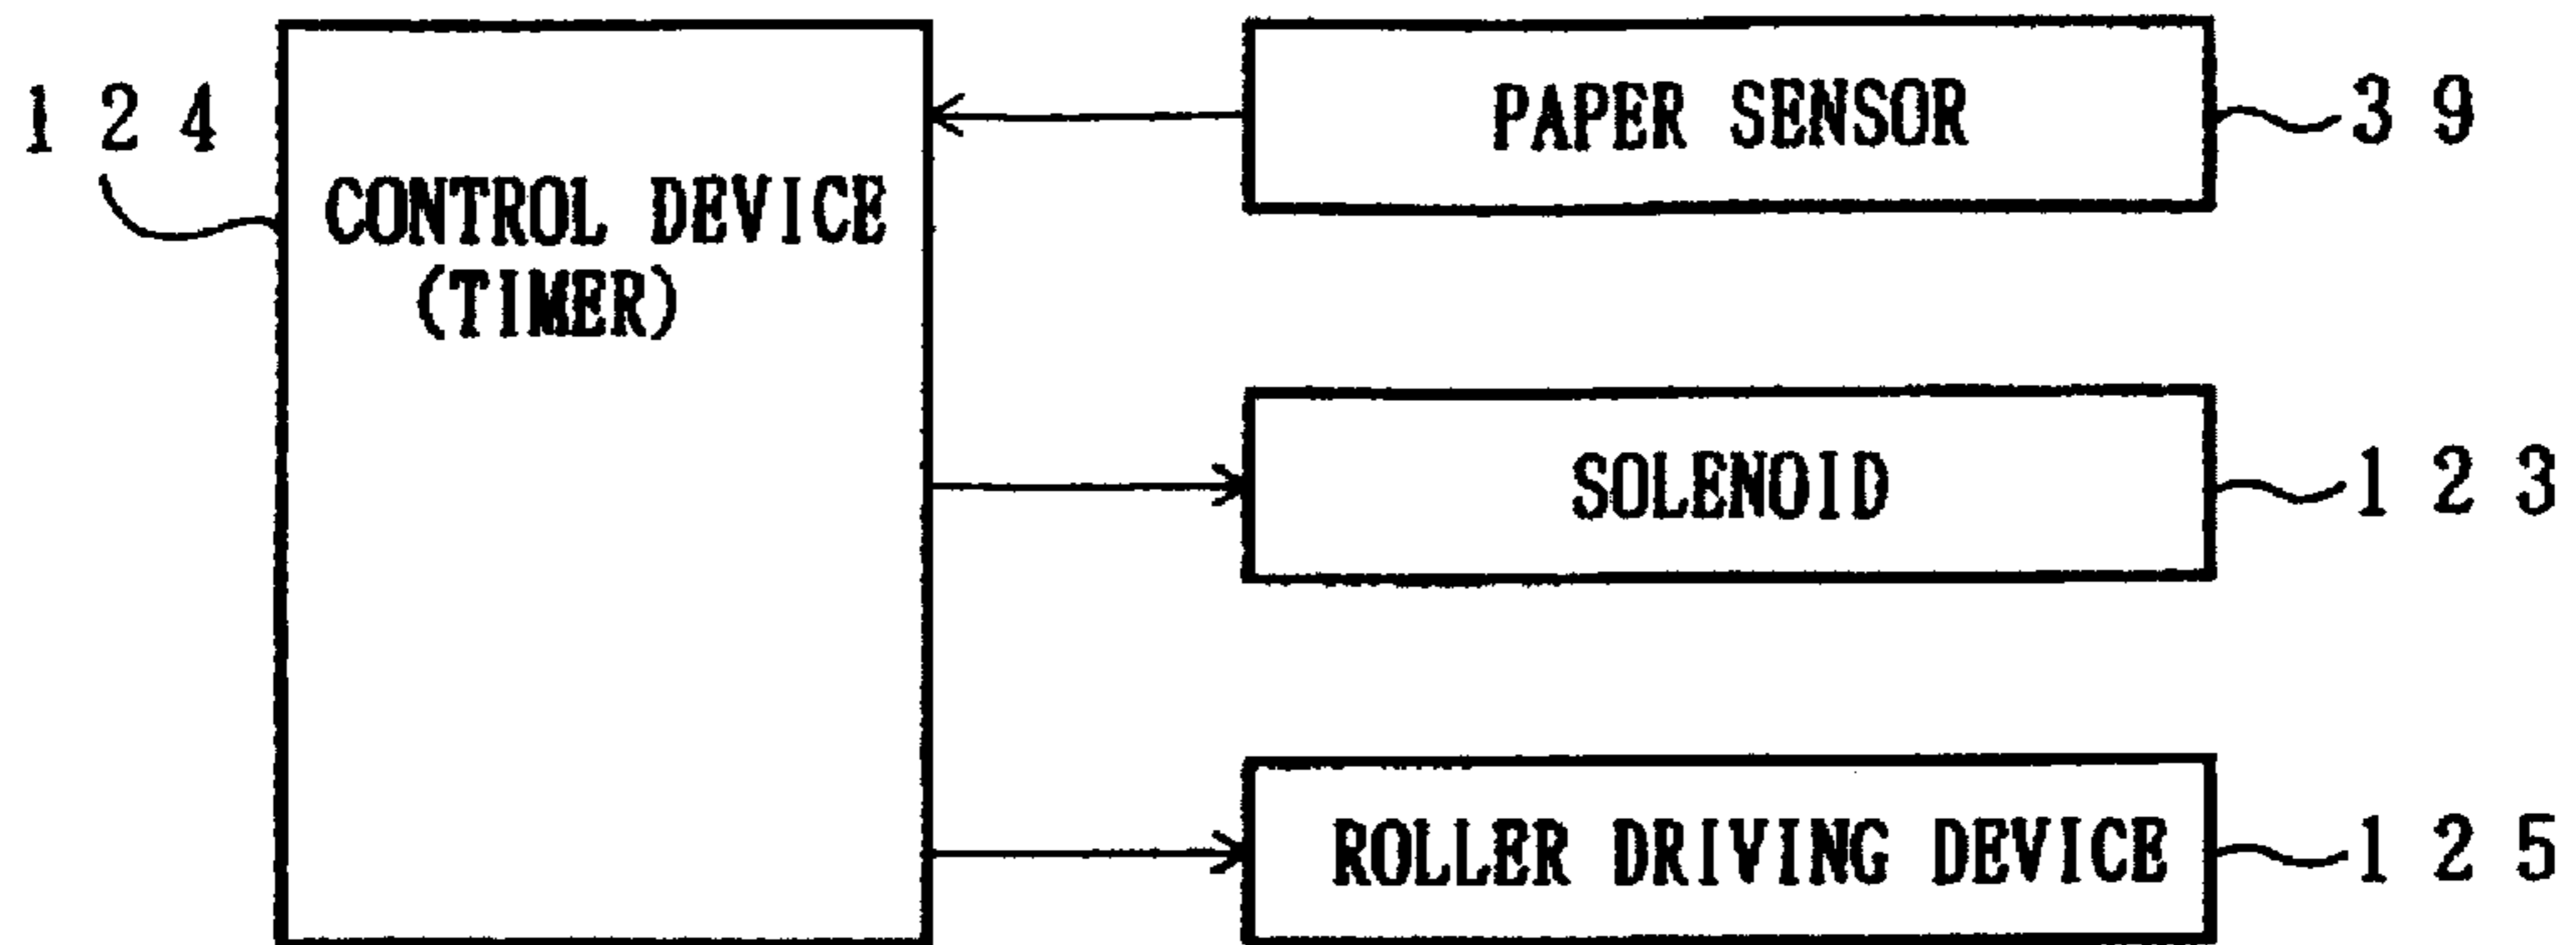 124
CONTROL DEVICE
(TIMER)
PAPER SENSOR
39
SOLENOID
123
ROLLER DRIVING DEVICE
125